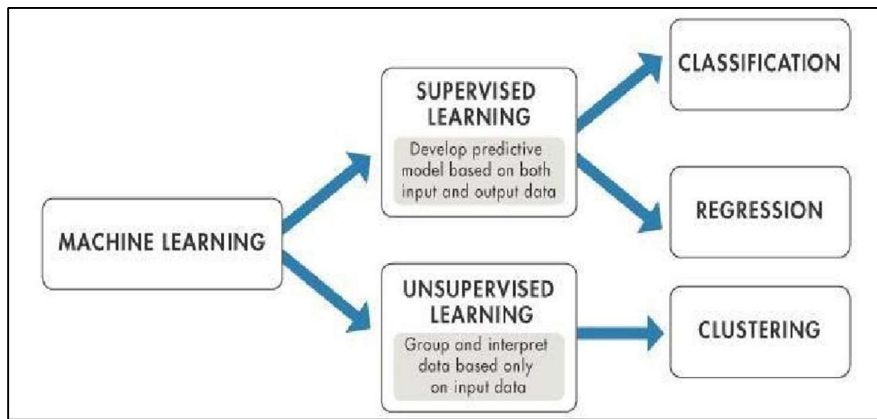 MACHINE LEARNING
SUPERVISED
LEARNING
Develop predictive
model based on both
input and output data
UNSUPERVISED
LEARNING
Group and interpret
data based only
on input data
CLASSIFICATION
REGRESSION
CLUSTERING